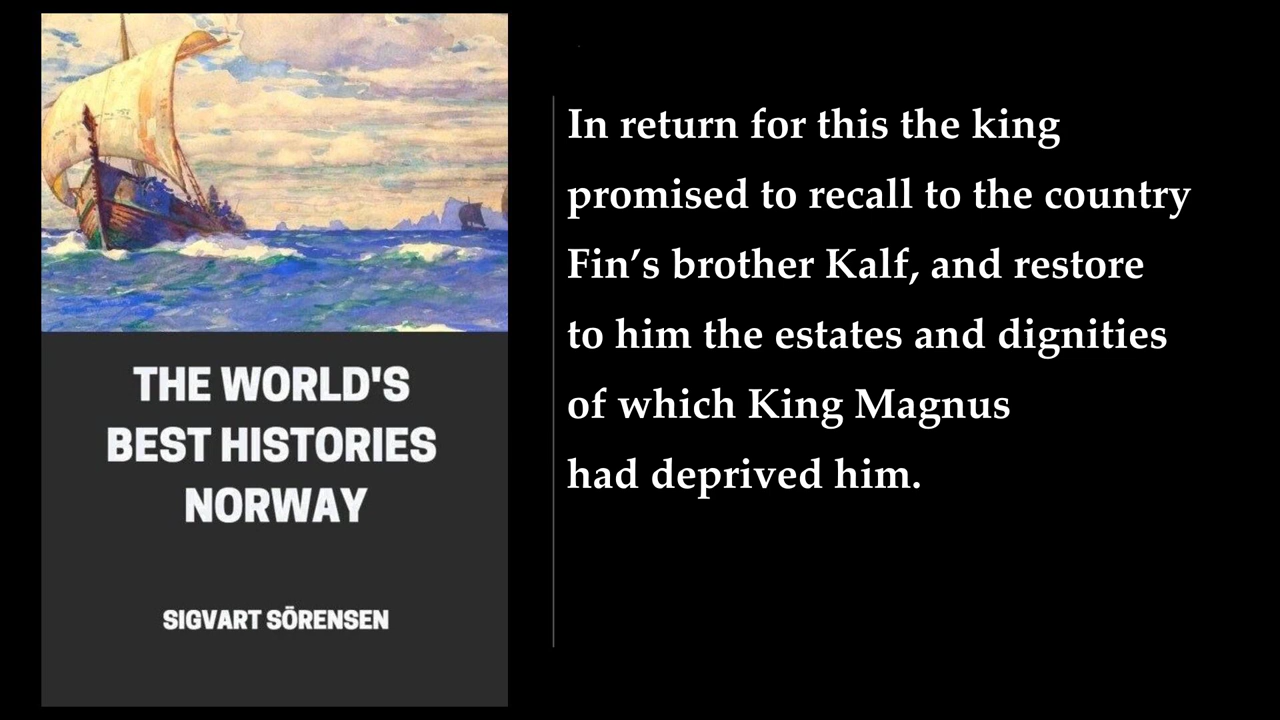 THE WORLD'S
BEST HISTORIES
NORWAY
SIGVART SÖRENSEN
In return for this the king
promised to recall to the country
Fin’s brother Kalf, and restore
to him the estates and dignities
of which King Magnus
had deprived him.